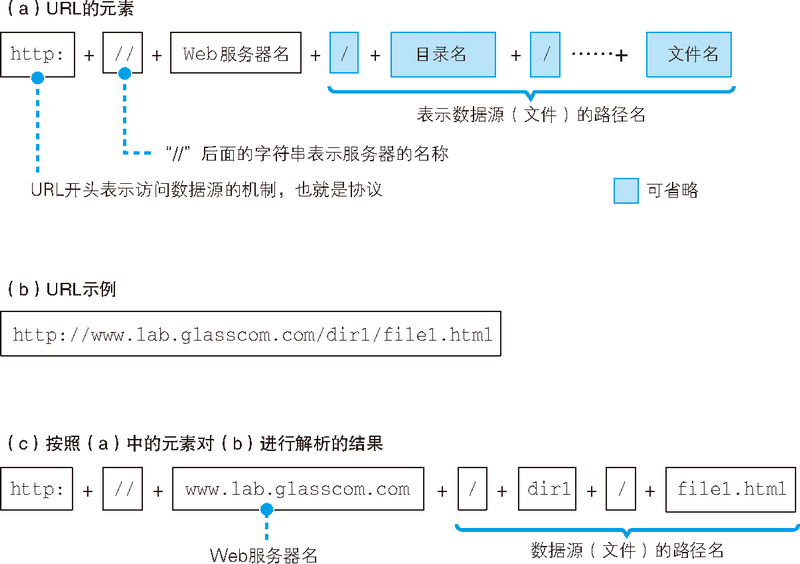 (a)URL的元素
http: + // + Web服务器名 + / + 目录名 + / ……+ 文件名
表示数据源(文件)的路径名
“//”后面的字符串表示服务器的名称
URL开头表示访问数据源的机制，也就是协议
可省略
(b)URL示例
http://www.lab.glasscom.com/dir1/file1.html
(c)按照(a)中的元素对(b)进行解析的结果
http: + // + www.lab.glasscom.com + / + dir1 + / + file1.html
Web服务器名
数据源(文件)的路径名